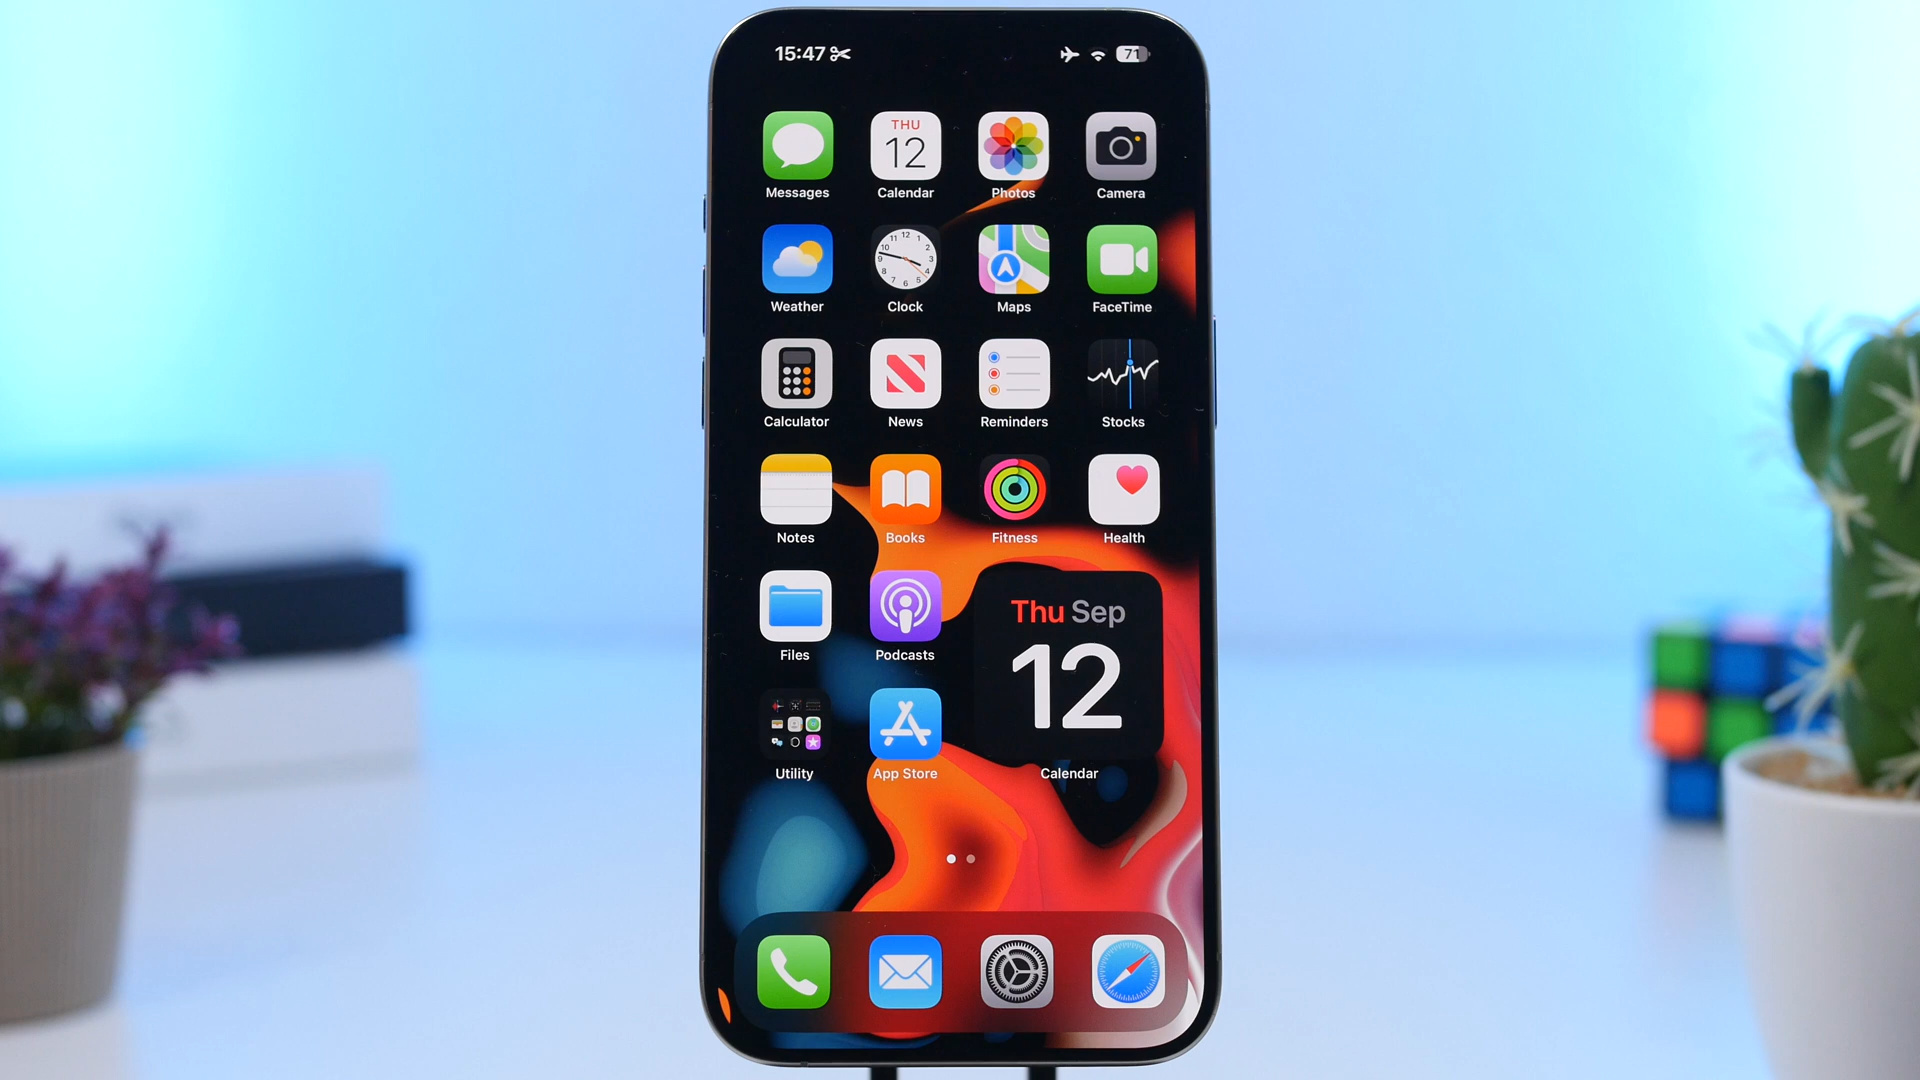 15:47
71
THU
12
Messages
Calendar
Photos
Camera
Weather
Clock
Maps
FaceTime
Calculator
News
Reminders
Stocks
Notes
Books
Fitness
Health
Files
Podcasts
Thu Sep
12
Utility
App Store
Calendar